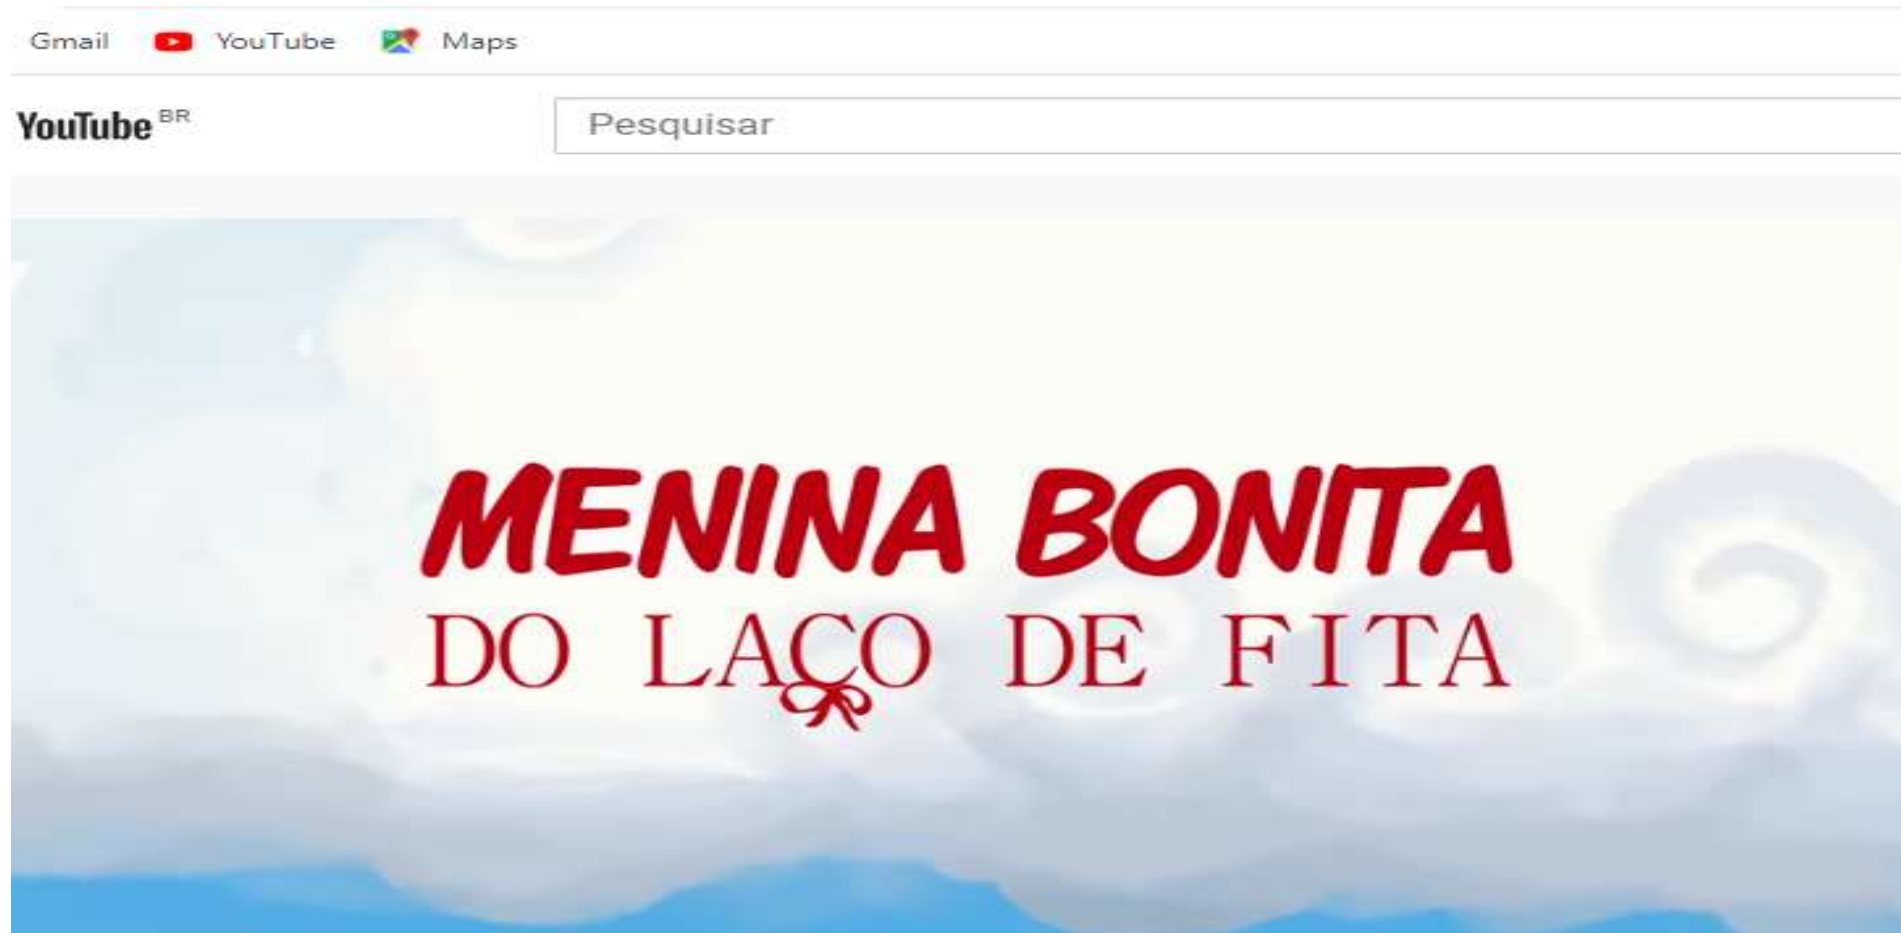 Gmail YouTube Maps
YouTube BR Pesquisar
MENINA BONITA
DO LAÇO DE FITA